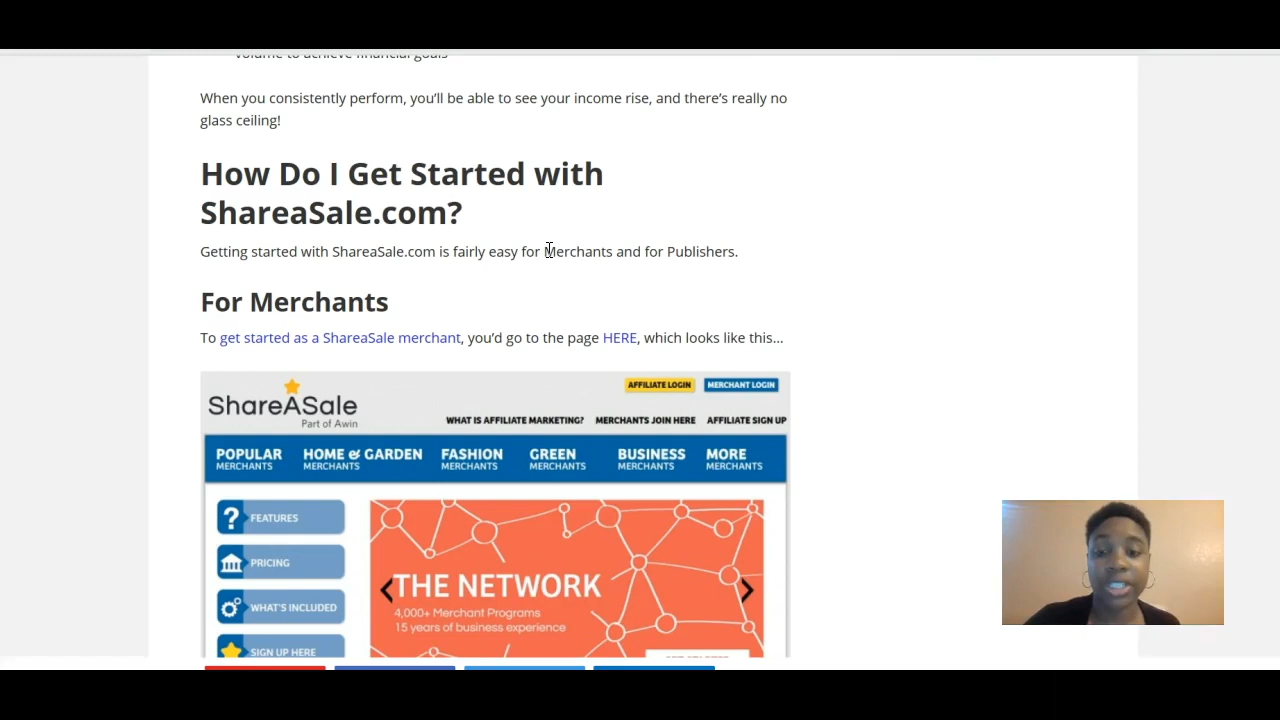 volume to achieve financial goals
When you consistently perform, you'll be able to see your income rise, and there's really no
glass ceiling!
How Do I Get Started with
ShareaSale.com?
Getting started with ShareaSale.com is fairly easy for Merchants and for Publishers.
For Merchants
To get started as a ShareaSale merchant, you'd go to the page HERE, which looks like this...
AFFILIATE LOGIN MERCHANT LOGIN
ShareASale
Part of Awin
WHAT IS AFFILIATE MARKETING? MERCHANTS JOIN HERE AFFILIATE SIGN UP
POPULAR HOME & GARDEN FASHION GREEN BUSINESS MORE
MERCHANTS MERCHANTS MERCHANTS MERCHANTS MERCHANTS MERCHANTS
FEATURES
PRICING
THE NETWORK
WHAT'S INCLUDED
4,000+ Merchant Programs
15 years of business experience
SIGN UP HERE